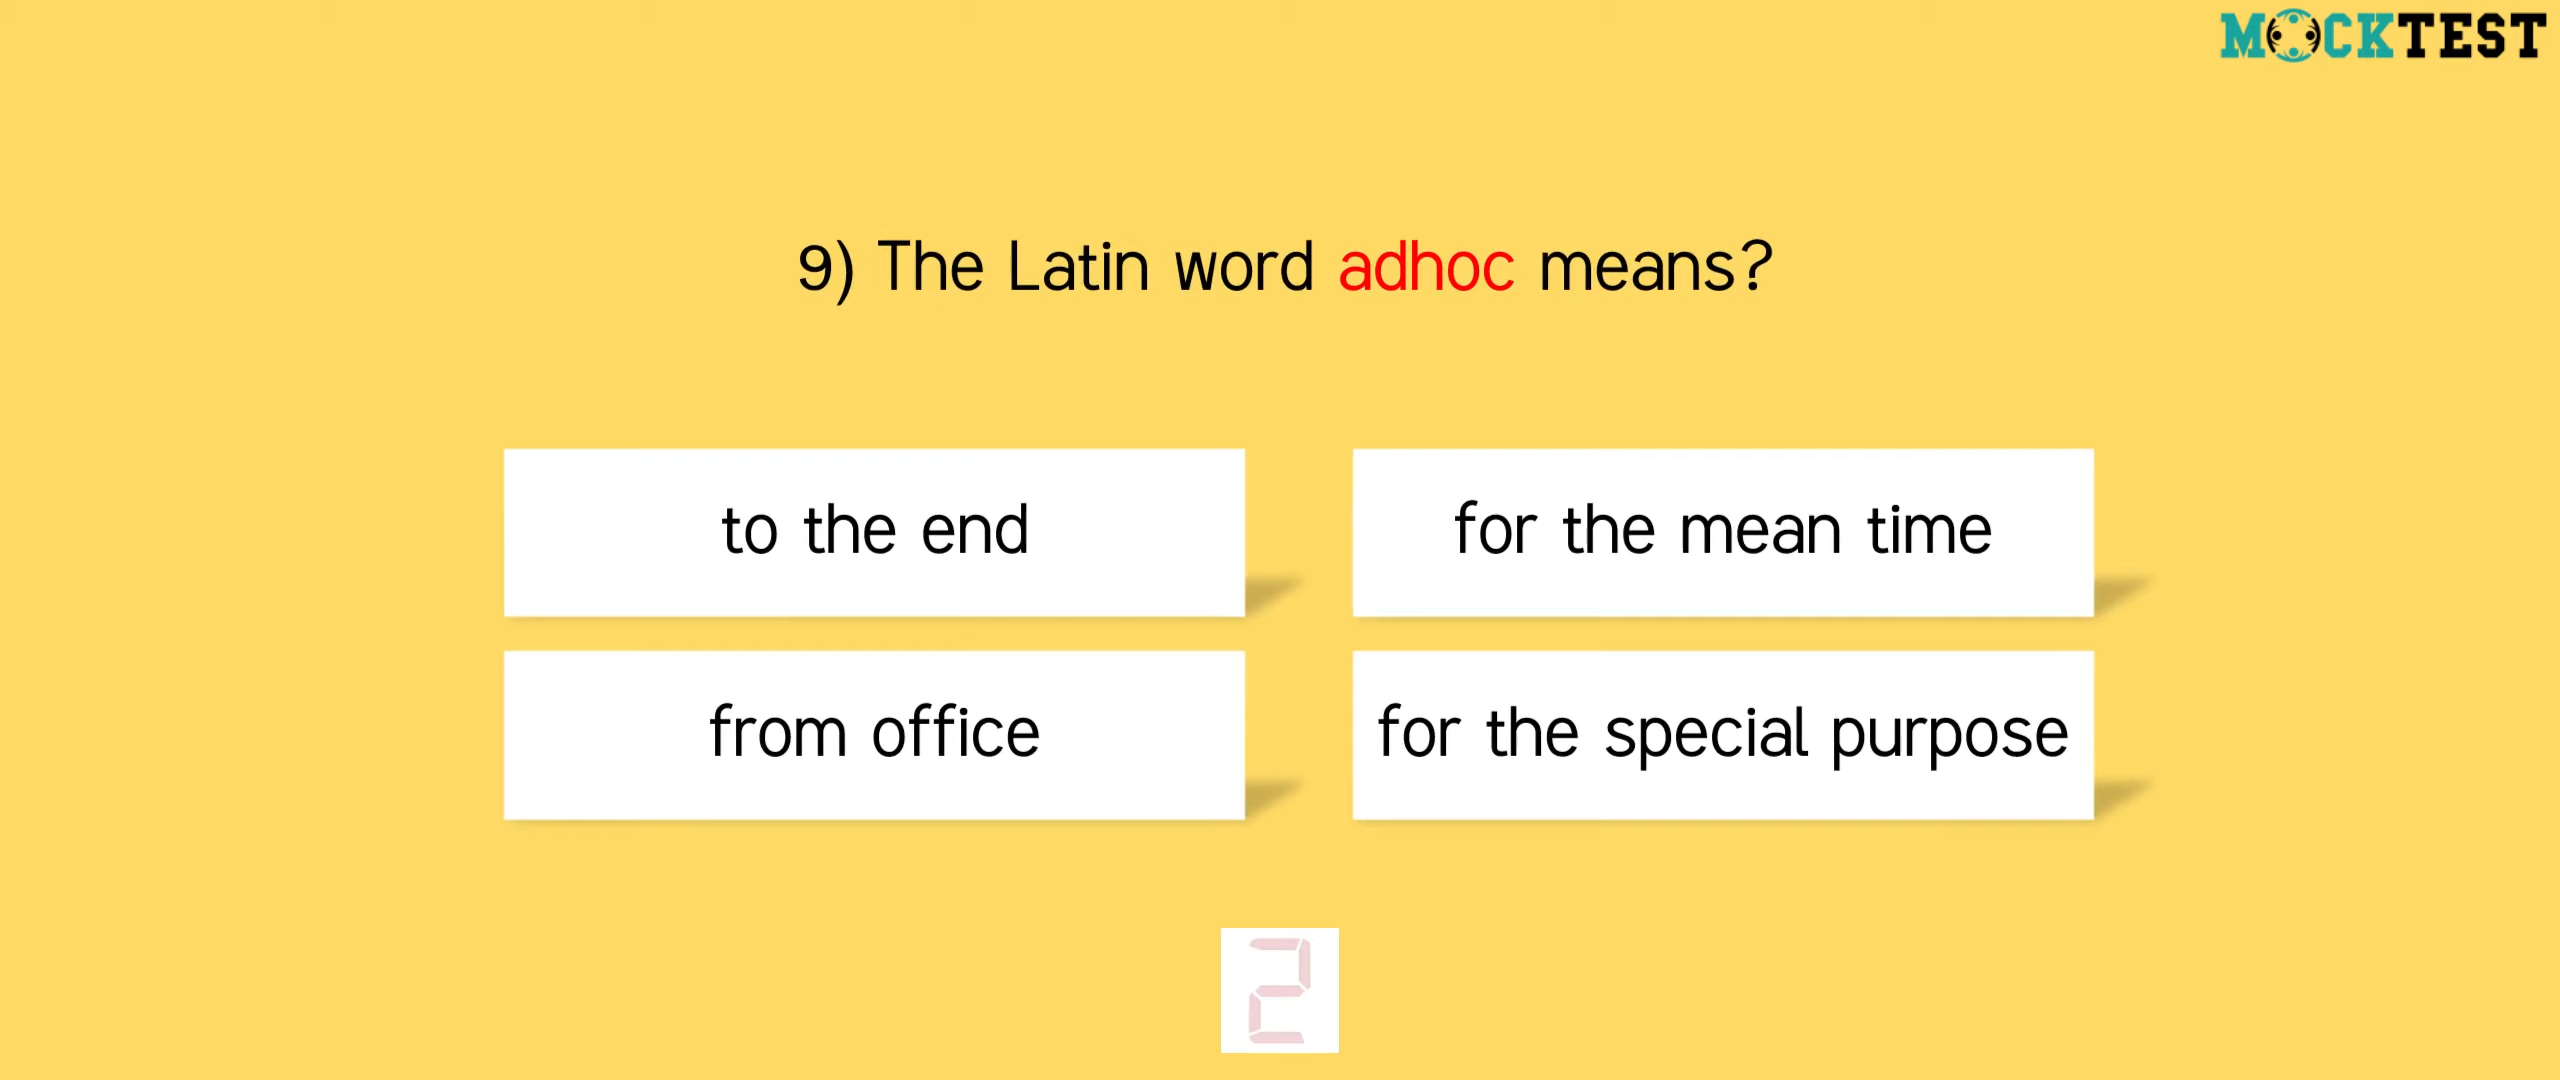 MOCKTEST
9) The Latin word adhoc means?
to the end
for the mean time
from office
for the special purpose
2